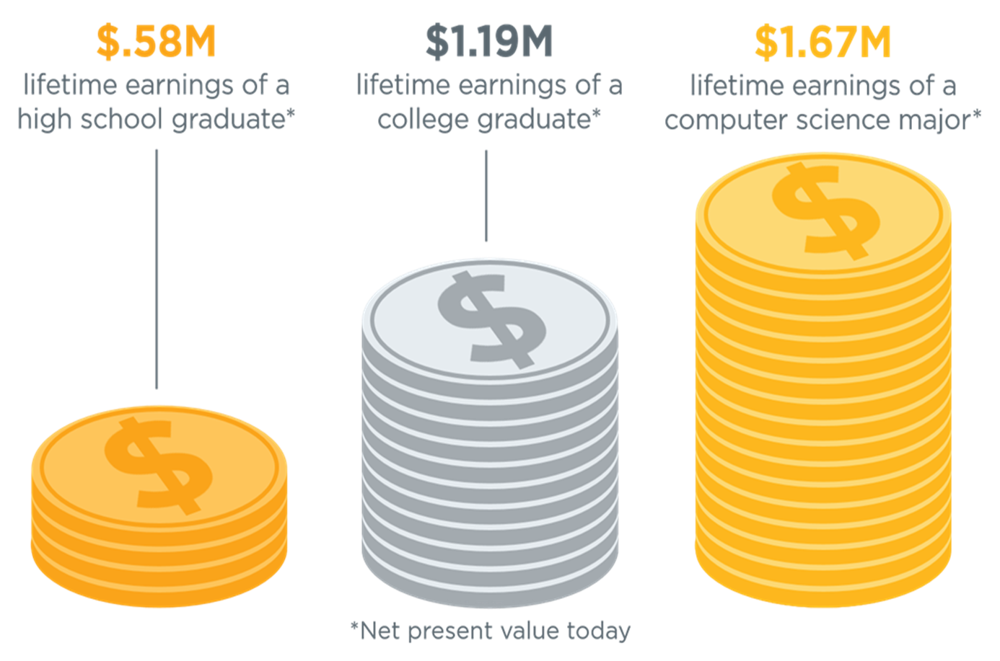 $.58M
lifetime earnings of a
high school graduate*
$1.19M
lifetime earnings of a
college graduate*
$1.67M
lifetime earnings of a
computer science major*
$
$
$
*Net present value today